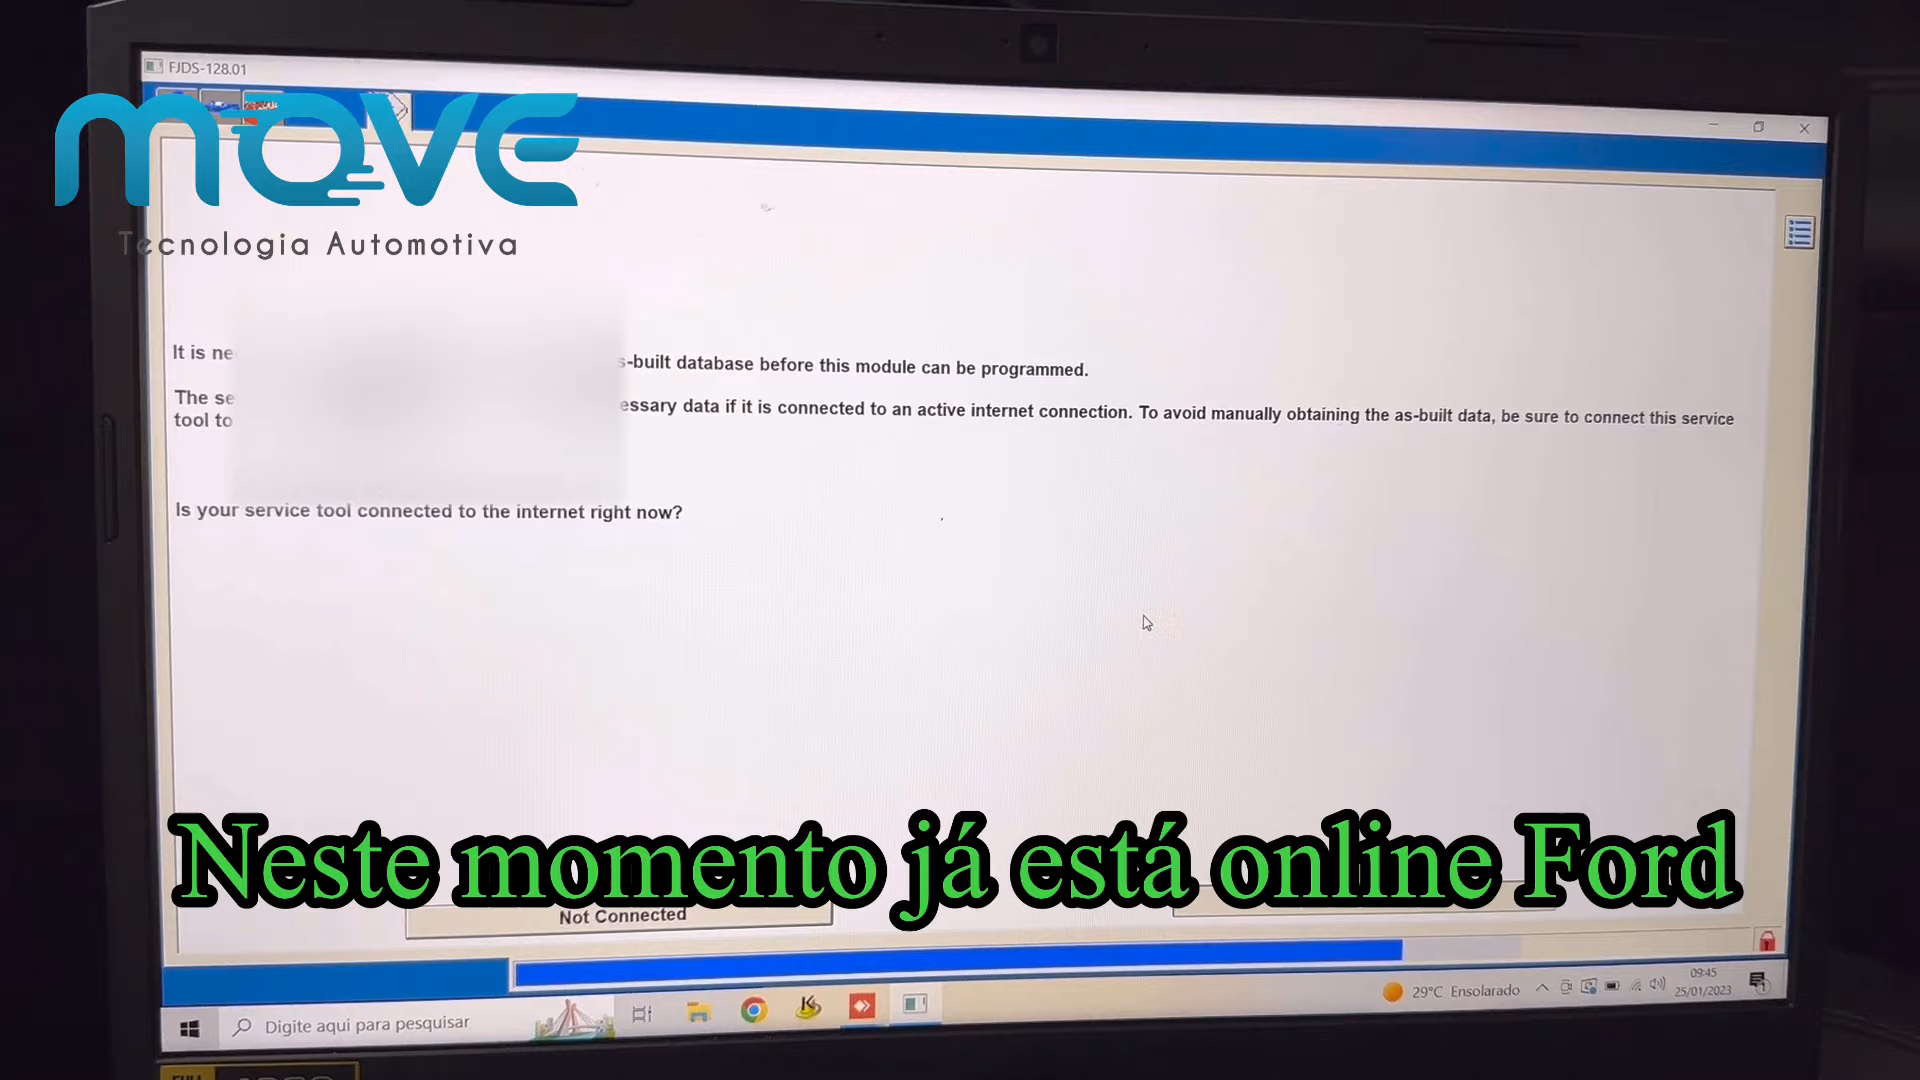 FJDS-128.01
MOVE
Tecnologia Automotiva
It is ne s-built database before this module can be programmed.
The se essary data if it is connected to an active internet connection. To avoid manually obtaining the as-built data, be sure to connect this service
tool to
Is your service tool connected to the internet right now?
Neste momento já está online Ford
Not Connected
29°C Ensolarado
09:45
25/01/2023
Digite aqui para pesquisar